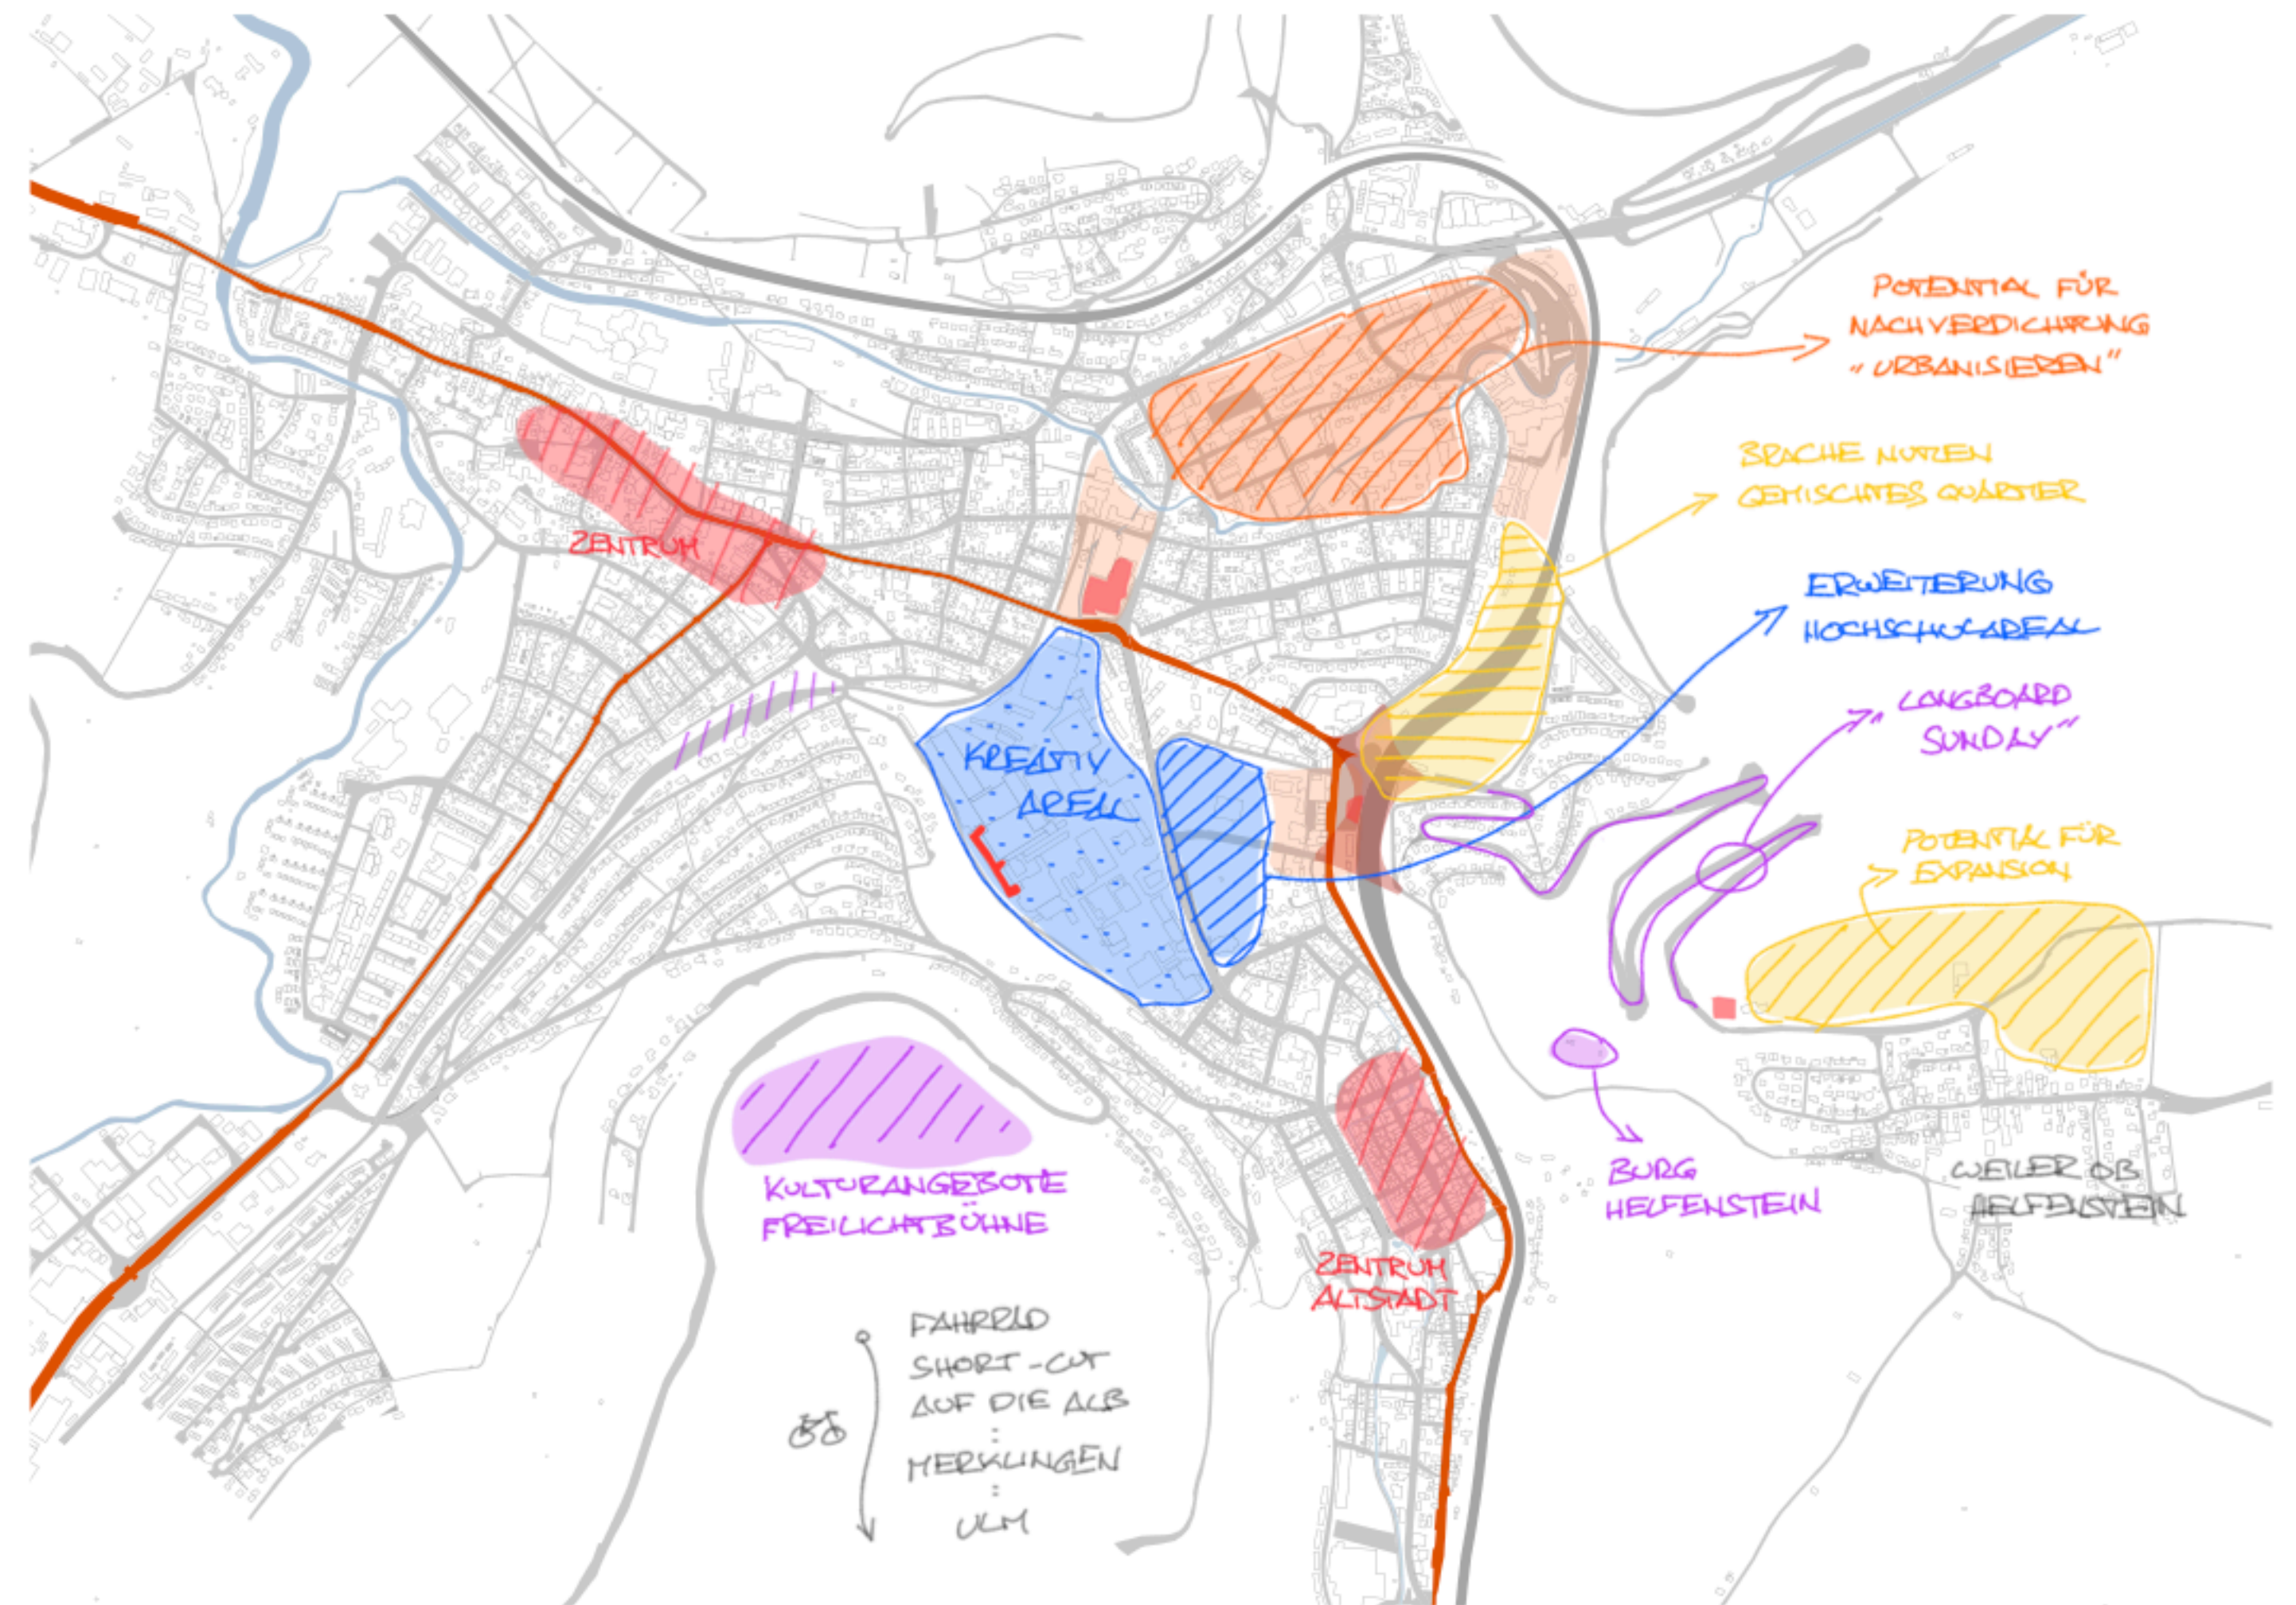 POTENTIAL FÜR
NACHVERDICHTUNG
"URBANISIEREN"
BRACHE NUTZEN
GEMISCHTES QUARTIER
ZENTRUM
ERWEITERUNG
HOCHSCHULAREAL
"LONGBOARD
SUNDAY"
KREATIV
AREAL
POTENTIAL FÜR
EXPANSION
KULTURANGEBOTE
FREILICHTBÜHNE
BURG
HELFENSTEIN
WEILER OB
HELFENSTEIN
ZENTRUM
ALTSTADT
FAHRRAD
SHORT-CUT
AUF DIE ALB
:
MERKLINGEN
:
ULM